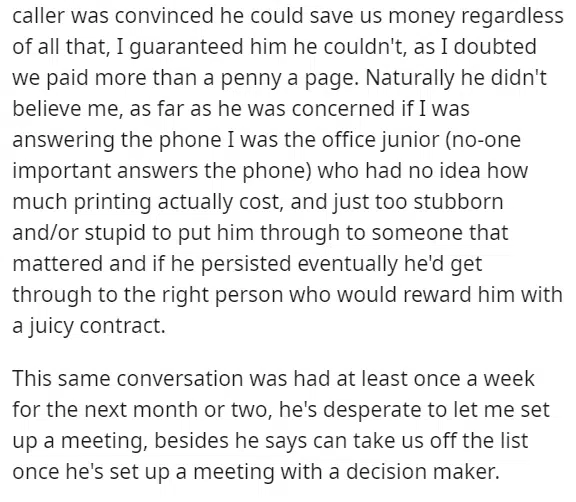 caller was convinced he could save us money regardless
of all that, I guaranteed him he couldn't, as I doubted
we paid more than a penny a page. Naturally he didn't
believe me, as far as he was concerned if I was
answering the phone I was the office junior (no-one
important answers the phone) who had no idea how
much printing actually cost, and just too stubborn
and/or stupid to put him through to someone that
mattered and if he persisted eventually he'd get
through to the right person who would reward him with
a juicy contract.
This same conversation was had at least once a week
for the next month or two, he's desperate to let me set
up a meeting, besides he says can take us off the list
once he's set up a meeting with a decision maker.